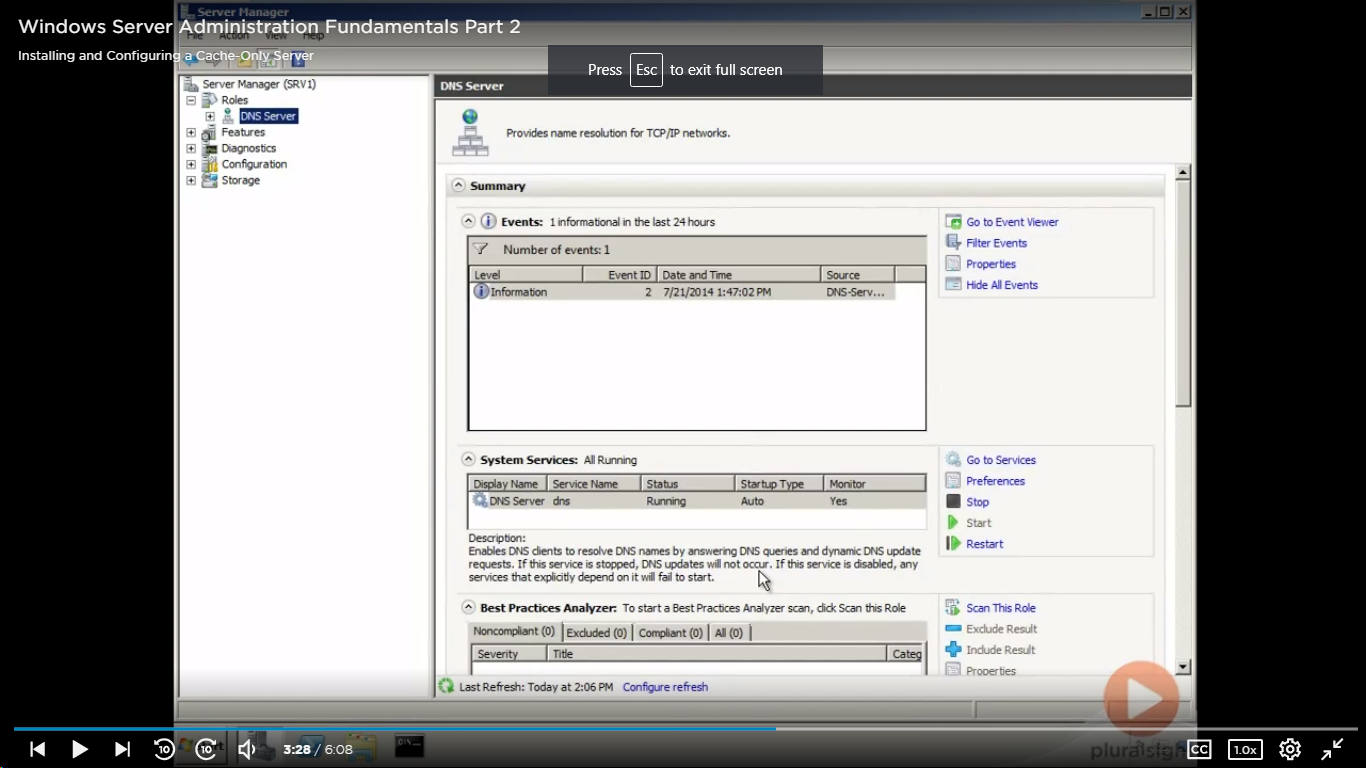 Server Manager
Windows Server Administration Fundamentals Part 2
File Action View Help
Installing and Configuring a Cache-Only Server
Press Esc to exit full screen
Server Manager (SRV1)
Roles
DNS Server
Features
Diagnostics
Configuration
Storage
DNS Server
Provides name resolution for TCP/IP networks.
Summary
Events: 1 informational in the last 24 hours
Number of events: 1
Level Event ID Date and Time Source
Information 2 7/21/2014 1:47:02 PM DNS-Serv...
Go to Event Viewer
Filter Events
Properties
Hide All Events
System Services: All Running
Display Name Service Name Status Startup Type Monitor
DNS Server dns Running Auto Yes
Description:
Enables DNS clients to resolve DNS names by answering DNS queries and dynamic DNS update
requests. If this service is stopped, DNS updates will not occur. If this service is disabled, any
services that explicitly depend on it will fail to start.
Go to Services
Preferences
Stop
Start
Restart
Best Practices Analyzer: To start a Best Practices Analyzer scan, click Scan this Role
Noncompliant (0) Excluded (0) Compliant (0) All (0)
Severity Title Categ
Scan This Role
Exclude Result
Include Result
Properties
Last Refresh: Today at 2:06 PM Configure refresh
10 10 3:28 / 6:08
CC 1.0x